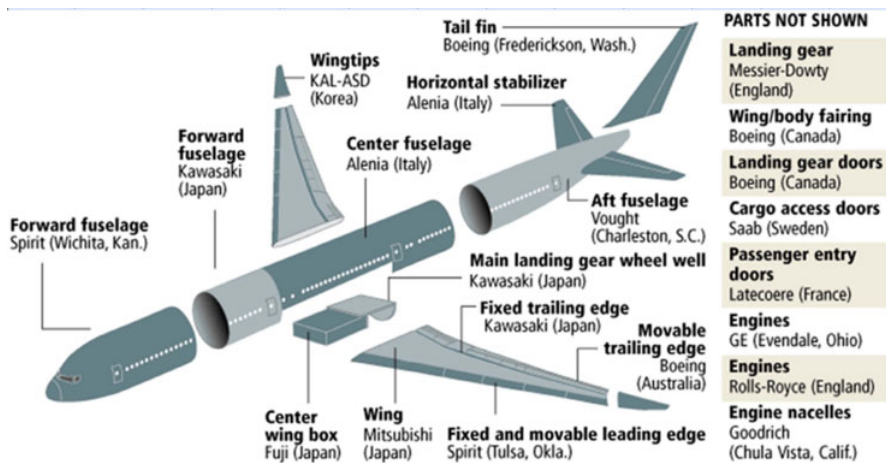 Tail fin
Boeing (Frederickson, Wash.)
Wingtips
KAL-ASD
(Korea)
Horizontal stabilizer
Alenia (Italy)
Forward
fuselage
Kawasaki
(Japan)
Center fuselage
Alenia (Italy)
Forward fuselage
Spirit (Wichita, Kan.)
Aft fuselage
Vought
(Charleston, S.C.)
Main landing gear wheel well
Kawasaki (Japan)
Fixed trailing edge
Kawasaki (Japan)
Movable
trailing edge
Boeing
(Australia)
Center
wing box
Fuji (Japan)
Wing
Mitsubishi
(Japan)
Fixed and movable leading edge
Spirit (Tulsa, Okla.)
PARTS NOT SHOWN
Landing gear
Messier-Dowty
(England)
Wing/body fairing
Boeing (Canada)
Landing gear doors
Boeing (Canada)
Cargo access doors
Saab (Sweden)
Passenger entry
doors
Latecoere (France)
Engines
GE (Evendale, Ohio)
Engines
Rolls-Royce (England)
Engine nacelles
Goodrich
(Chula Vista, Calif.)